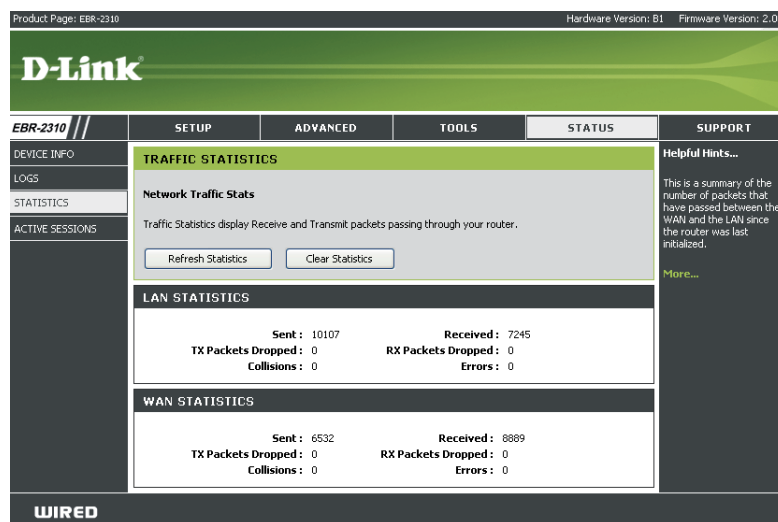 Product Page: EBR-2310 Hardware Version: B1 Firmware Version: 2.0
D-Link
EBR-2310 // SETUP ADVANCED TOOLS STATUS SUPPORT
DEVICE INFO
LOGS
STATISTICS
ACTIVE SESSIONS
TRAFFIC STATISTICS
Network Traffic Stats
Traffic Statistics display Receive and Transmit packets passing through your router.
Refresh Statistics Clear Statistics
LAN STATISTICS
Sent : 10107 Received : 7245
TX Packets Dropped : 0 RX Packets Dropped : 0
Collisions : 0 Errors : 0
WAN STATISTICS
Sent : 6532 Received : 8889
TX Packets Dropped : 0 RX Packets Dropped : 0
Collisions : 0 Errors : 0
Helpful Hints...
This is a summary of the
number of packets that
have passed between the
WAN and the LAN since
the router was last
initialized.
More...
WIRED